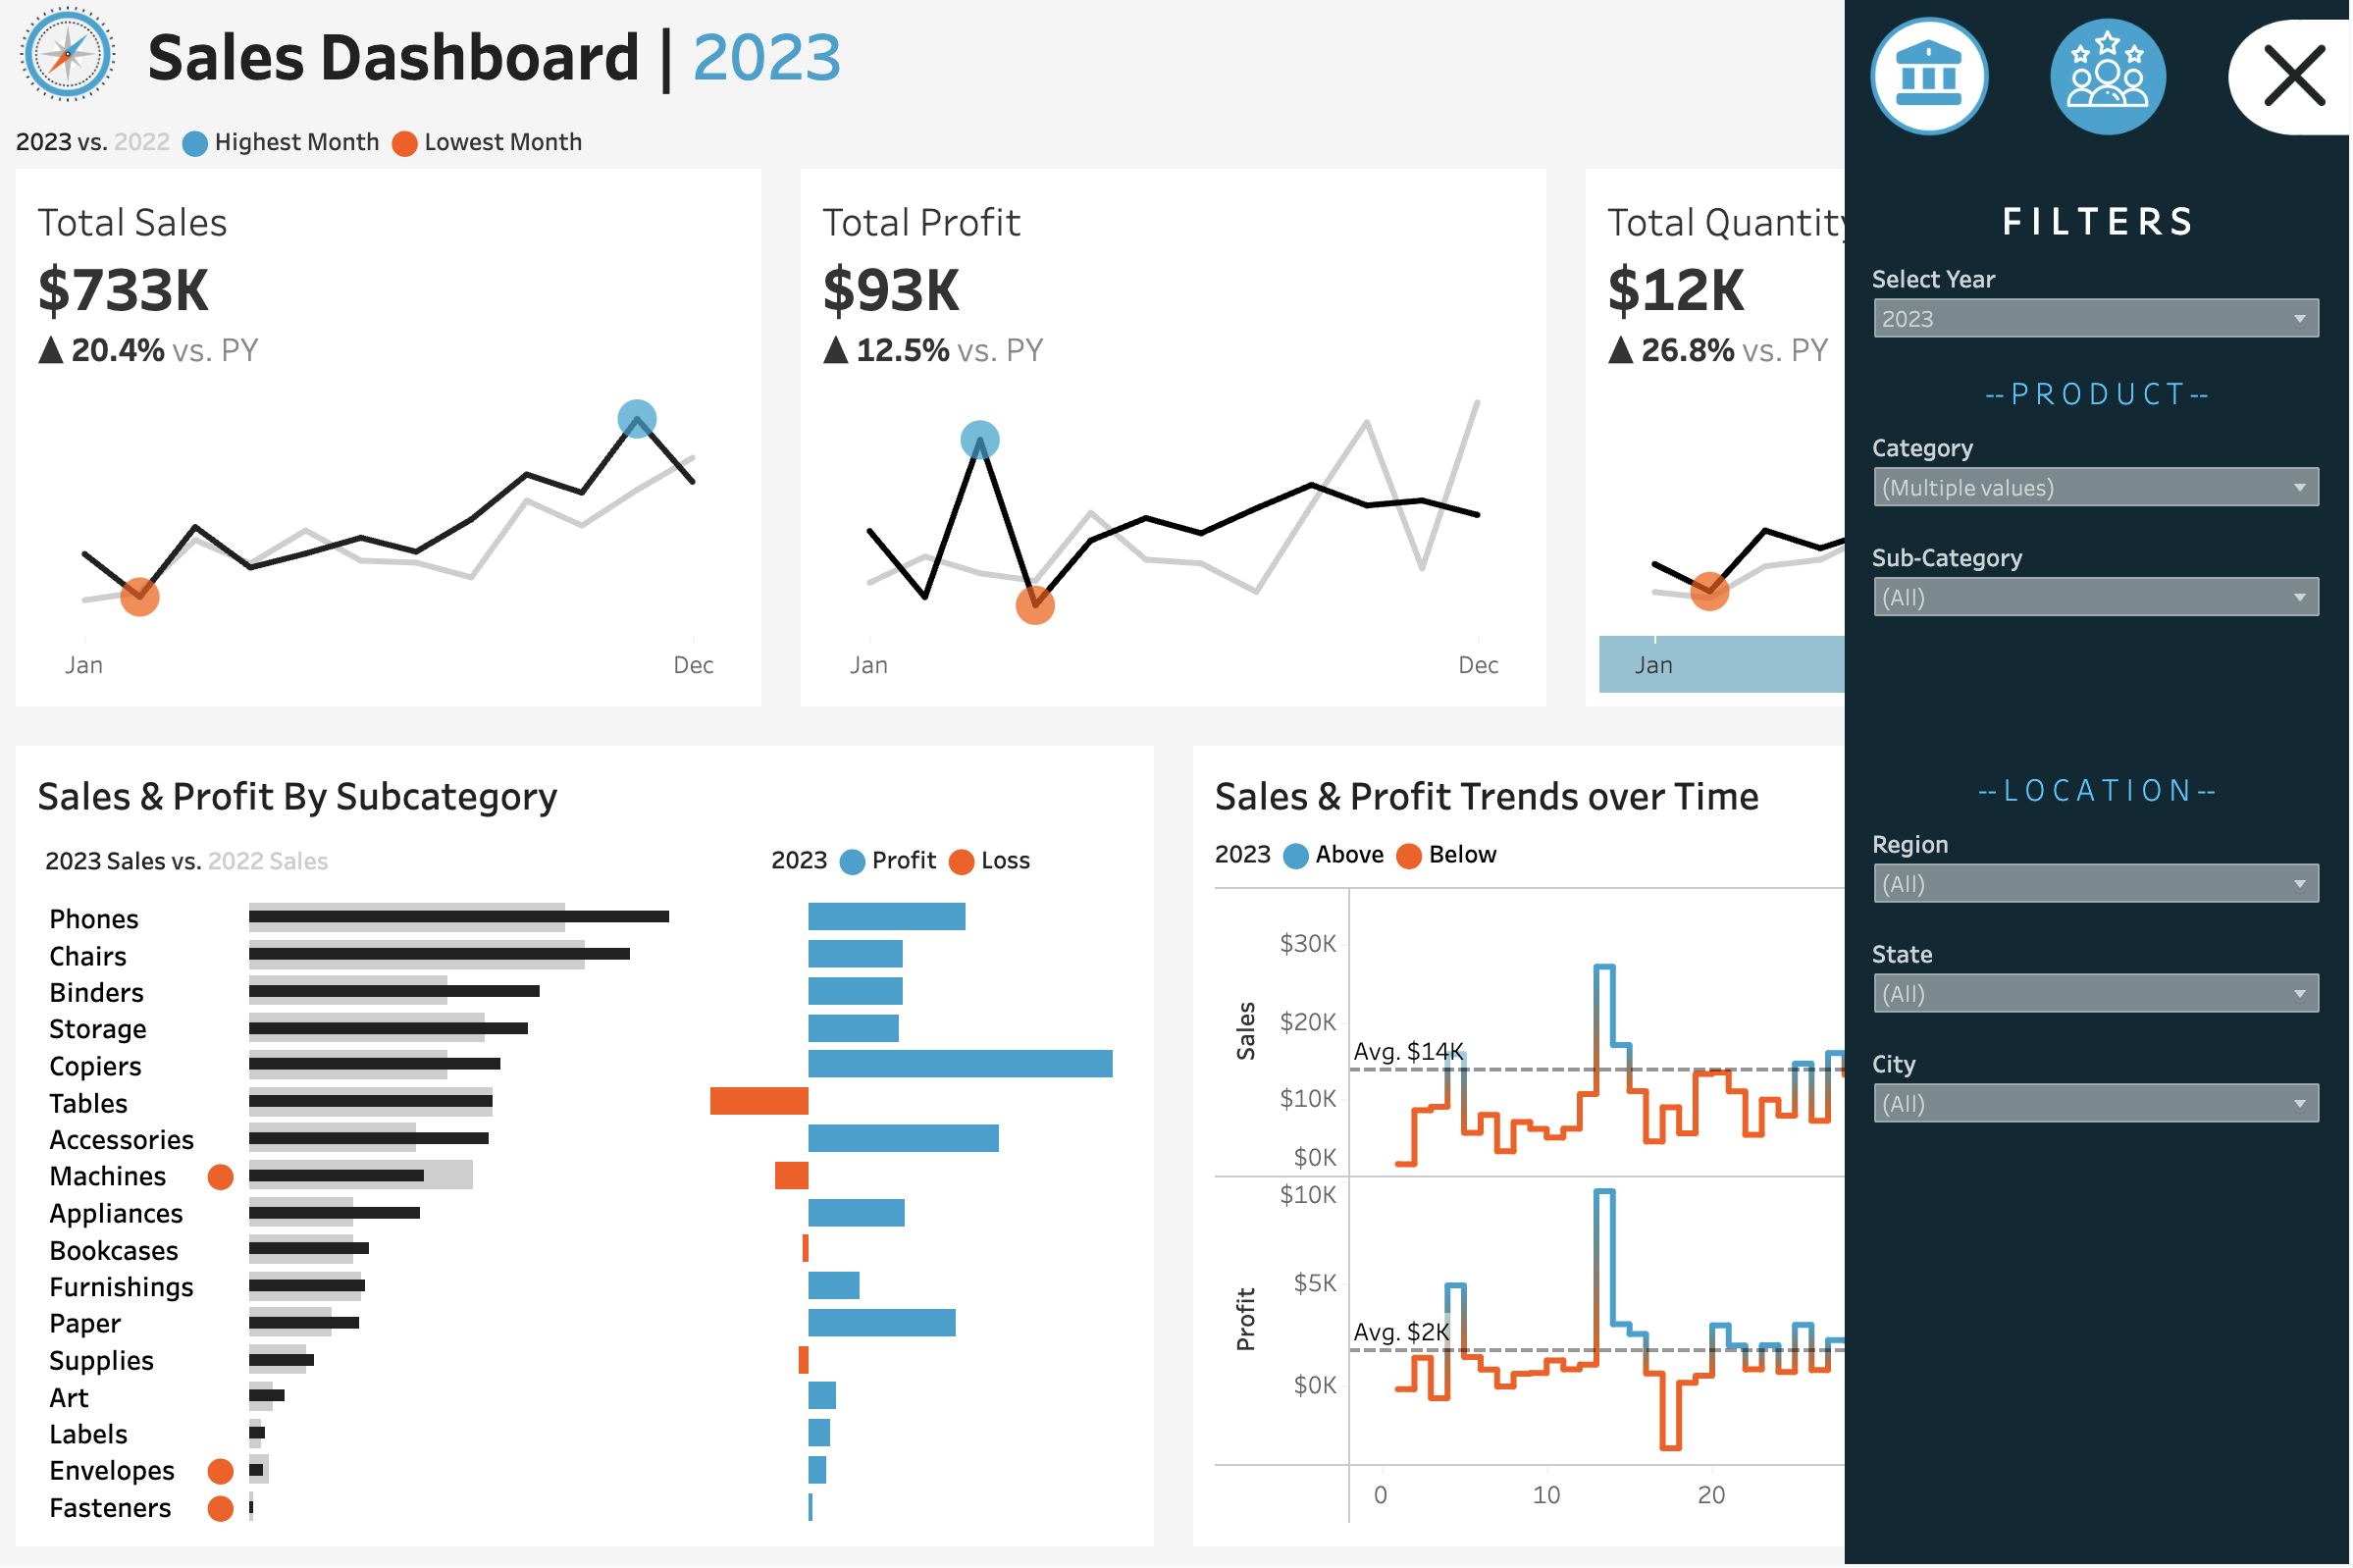 Sales Dashboard | 2023
2023 vs. 2022 Highest Month Lowest Month
Total Sales
$733K
▲ 20.4% vs. PY
Jan Dec
Total Profit
$93K
▲ 12.5% vs. PY
Jan Dec
Total Quantity
$12K
▲ 26.8% vs. PY
Jan
Sales & Profit By Subcategory
2023 Sales vs. 2022 Sales
2023 Profit Loss
Phones
Chairs
Binders
Storage
Copiers
Tables
Accessories
Machines
Appliances
Bookcases
Furnishings
Paper
Supplies
Art
Labels
Envelopes
Fasteners
Sales & Profit Trends over Time
2023 Above Below
Sales
$30K
$20K
Avg. $14K
$10K
$0K
Profit
$10K
$5K
Avg. $2K
$0K
0 10 20
FILTERS
Select Year
2023
--PRODUCT--
Category
(Multiple values)
Sub-Category
(All)
--LOCATION--
Region
(All)
State
(All)
City
(All)